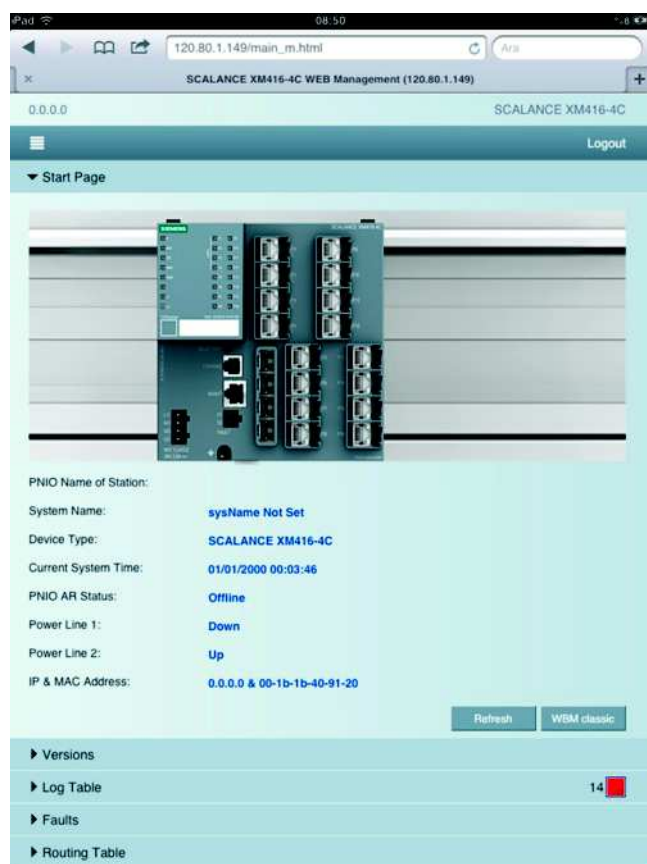 iPad 08:50
120.80.1.149/main_m.html Ara
SCALANCE XM416-4C WEB Management (120.80.1.149)
0.0.0.0 SCALANCE XM416-4C
Logout
Start Page
SIEMENS
PNIO Name of Station:
System Name: sysName Not Set
Device Type: SCALANCE XM416-4C
Current System Time: 01/01/2000 00:03:46
PNIO AR Status: Offline
Power Line 1: Down
Power Line 2: Up
IP & MAC Address: 0.0.0.0 & 00-1b-1b-40-91-20
Refresh WBM classic
Versions
Log Table 14
Faults
Routing Table